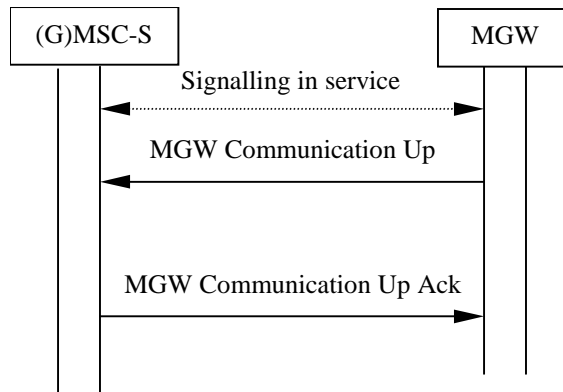 (G)MSC-S
MGW
Signalling in service
MGW Communication Up
MGW Communication Up Ack